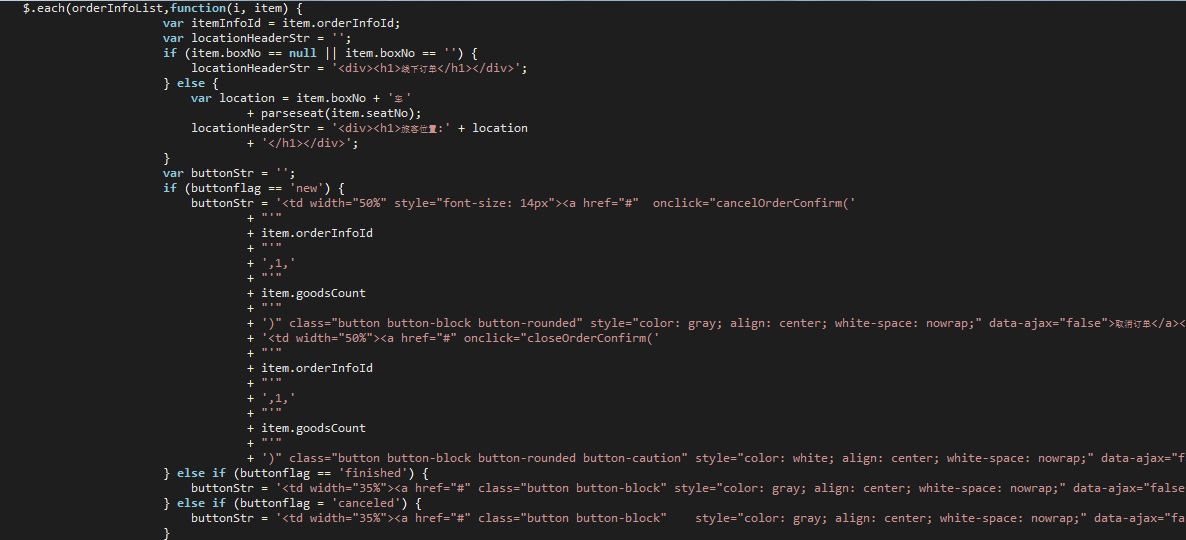 $.each(orderInfoList,function(i, item) {
var itemInfoId = item.orderInfoId;
var locationHeaderStr = '';
if (item.boxNo == null || item.boxNo == '') {
locationHeaderStr = '<div><h1>线下订单</h1></div>';
} else {
var location = item.boxNo + '车'
+ parseseat(item.seatNo);
locationHeaderStr = '<div><h1>旅客位置:' + location
+ '</h1></div>';
}
var buttonStr = '';
if (buttonflag == 'new') {
buttonStr = '<td width="50%" style="font-size: 14px"><a href="#"  onclick="cancelOrderConfirm('
+ "'"
+ item.orderInfoId
+ "'"
+ ',1,'
+ "'"
+ item.goodsCount
+ "'"
+ ')" class="button button-block button-rounded" style="color: gray; align: center; white-space: nowrap;" data-ajax="false">取消订单</a><
+ '<td width="50%"><a href="#" onclick="closeOrderConfirm('
+ "'"
+ item.orderInfoId
+ "'"
+ ',1,'
+ "'"
+ item.goodsCount
+ "'"
+ ')" class="button button-block button-rounded button-caution" style="color: white; align: center; white-space: nowrap;" data-ajax="f
} else if (buttonflag == 'finished') {
buttonStr = '<td width="35%"><a href="#" class="button button-block" style="color: gray; align: center; white-space: nowrap;" data-ajax="false
} else if (buttonflag = 'canceled') {
buttonStr = '<td width="35%"><a href="#" class="button button-block"    style="color: gray; align: center; white-space: nowrap;" data-ajax="fa
}